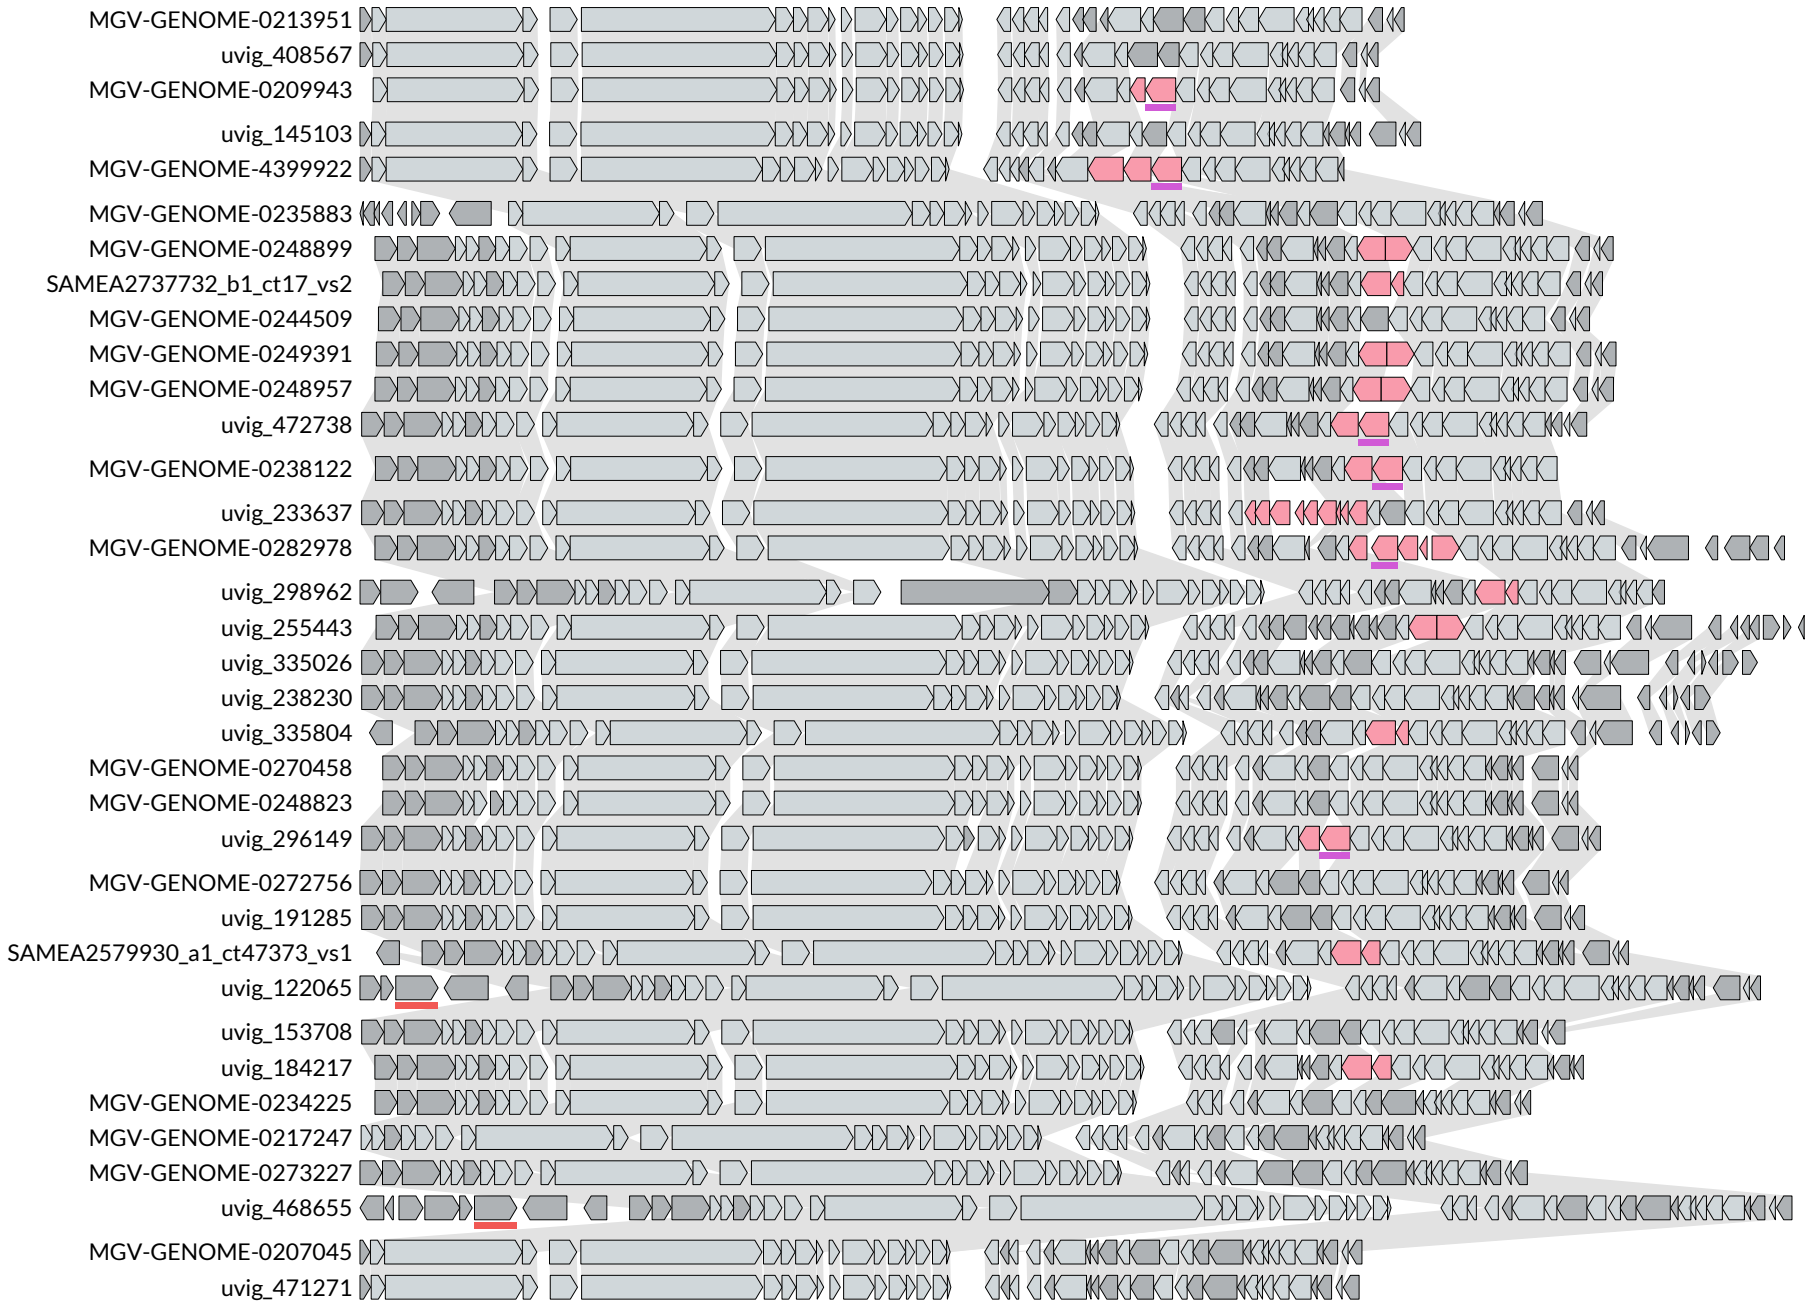 MGV-GENOME-0213951
uvig_408567
MGV-GENOME-0209943
uvig_145103
MGV-GENOME-4399922
MGV-GENOME-0235883
MGV-GENOME-0248899
SAMEA2737732_b1_ct17_vs2
MGV-GENOME-0244509
MGV-GENOME-0249391
MGV-GENOME-0248957
uvig_472738
MGV-GENOME-0238122
uvig_233637
MGV-GENOME-0282978
uvig_298962
uvig_255443
uvig_335026
uvig_238230
uvig_335804
MGV-GENOME-0270458
MGV-GENOME-0248823
uvig_296149
MGV-GENOME-0272756
uvig_191285
SAMEA2579930_a1_ct47373_vs1
uvig_122065
uvig_153708
uvig_184217
MGV-GENOME-0234225
MGV-GENOME-0217247
MGV-GENOME-0273227
uvig_468655
MGV-GENOME-0207045
uvig_471271